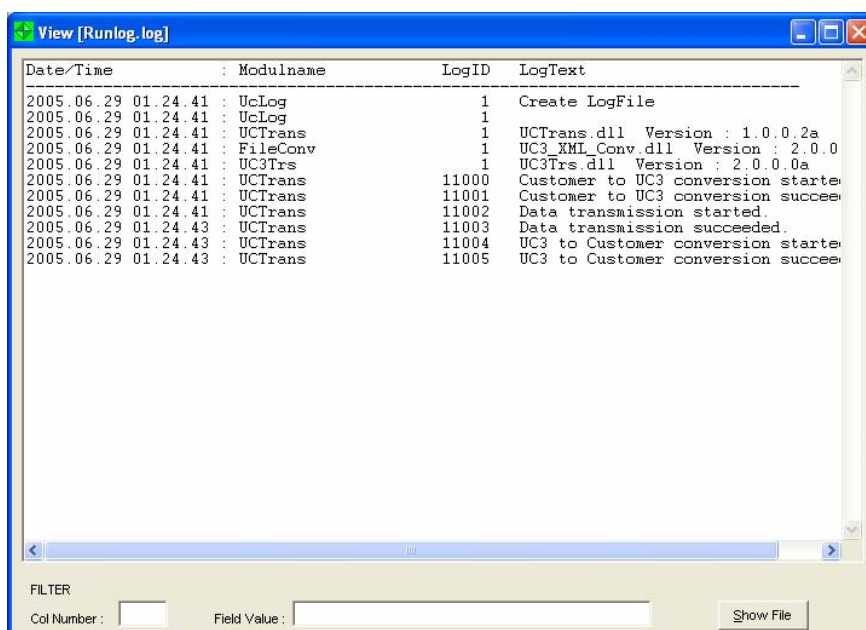 View [Runlog.log]
Date/Time : Modulname LogID LogText
2005.06.29 01.24.41 : UcLog 1 Create LogFile
2005.06.29 01.24.41 : UcLog 1
2005.06.29 01.24.41 : UCTrans 1 UCTrans.dll Version : 1.0.0.2a
2005.06.29 01.24.41 : FileConv 1 UC3_XML_Conv.dll Version : 2.0.0
2005.06.29 01.24.41 : UC3Trs 1 UC3Trs.dll Version : 2.0.0.0a
2005.06.29 01.24.41 : UCTrans 11000 Customer to UC3 conversion starte
2005.06.29 01.24.41 : UCTrans 11001 Customer to UC3 conversion succee
2005.06.29 01.24.41 : UCTrans 11002 Data transmission started.
2005.06.29 01.24.43 : UCTrans 11003 Data transmission succeeded.
2005.06.29 01.24.43 : UCTrans 11004 UC3 to Customer conversion starte
2005.06.29 01.24.43 : UCTrans 11005 UC3 to Customer conversion succee
FILTER
Col Number : Field Value : Show File